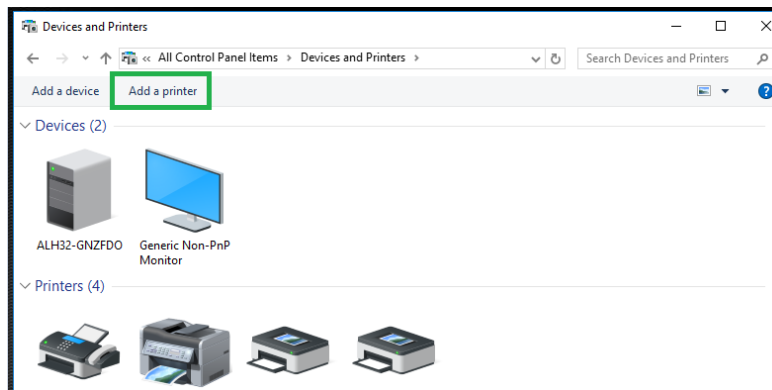 Devices and Printers
« All Control Panel Items > Devices and Printers >
Search Devices and Printers
Add a device
Add a printer
?
Devices (2)
ALH32-GNZFDO
Generic Non-PnP
Monitor
Printers (4)